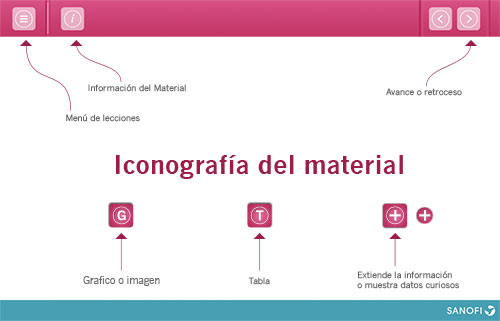 i
Información del Material
Avance o retroceso
Menú de lecciones
Iconografía del material
G
T
Grafico o imagen
Tabla
Extiende la información
o muestra datos curiosos
SANOFI